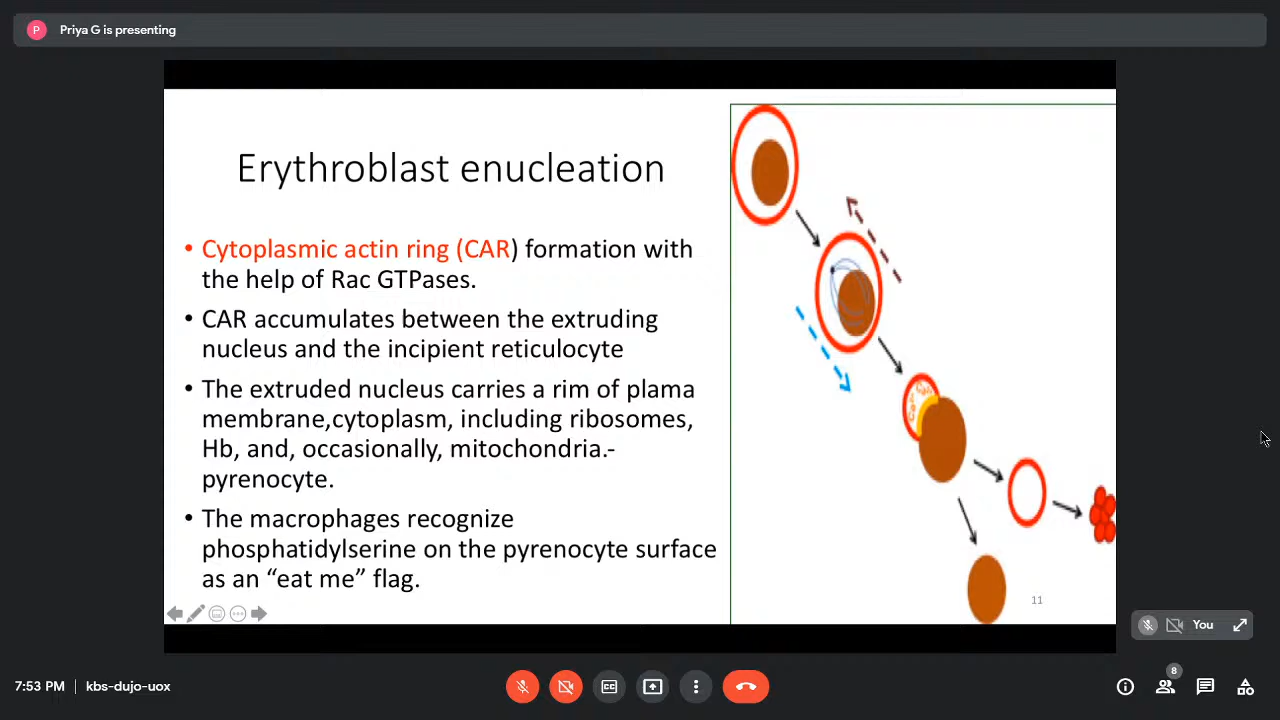 P Priya G is presenting
Erythroblast enucleation
• Cytoplasmic actin ring (CAR) formation with
the help of Rac GTPases.
• CAR accumulates between the extruding
nucleus and the incipient reticulocyte
• The extruded nucleus carries a rim of plama
membrane,cytoplasm, including ribosomes,
Hb, and, occasionally, mitochondria.-
pyrenocyte.
• The macrophages recognize
phosphatidylserine on the pyrenocyte surface
as an “eat me” flag.
11
You
7:53 PM | kbs-dujo-uox
CC
8